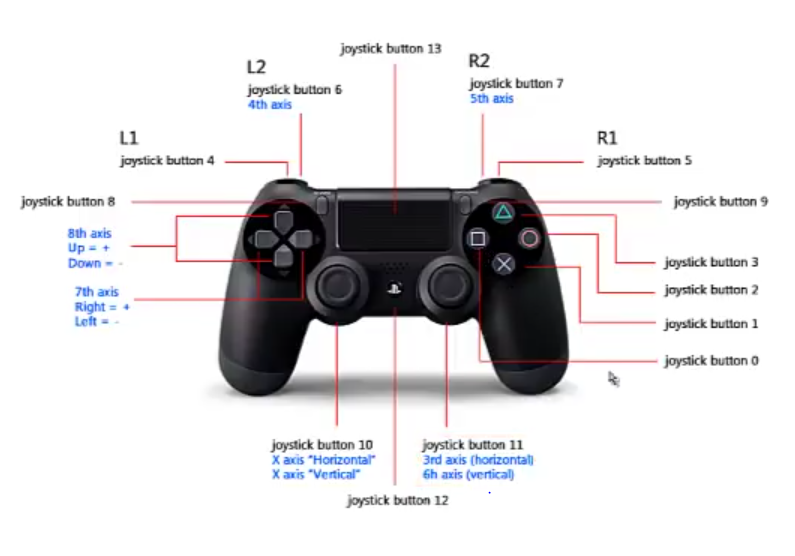 joystick button 13
L2
joystick button 6
4th axis
R2
joystick button 7
5th axis
L1
joystick button 4
R1
joystick button 5
joystick button 8
joystick button 9
8th axis
Up = +
Down = -
7th axis
Right = +
Left = -
joystick button 3
joystick button 2
joystick button 1
joystick button 0
joystick button 10
X axis "Horizontal"
X axis "Vertical"
joystick button 11
3rd axis (horizontal)
6h axis (vertical)
joystick button 12